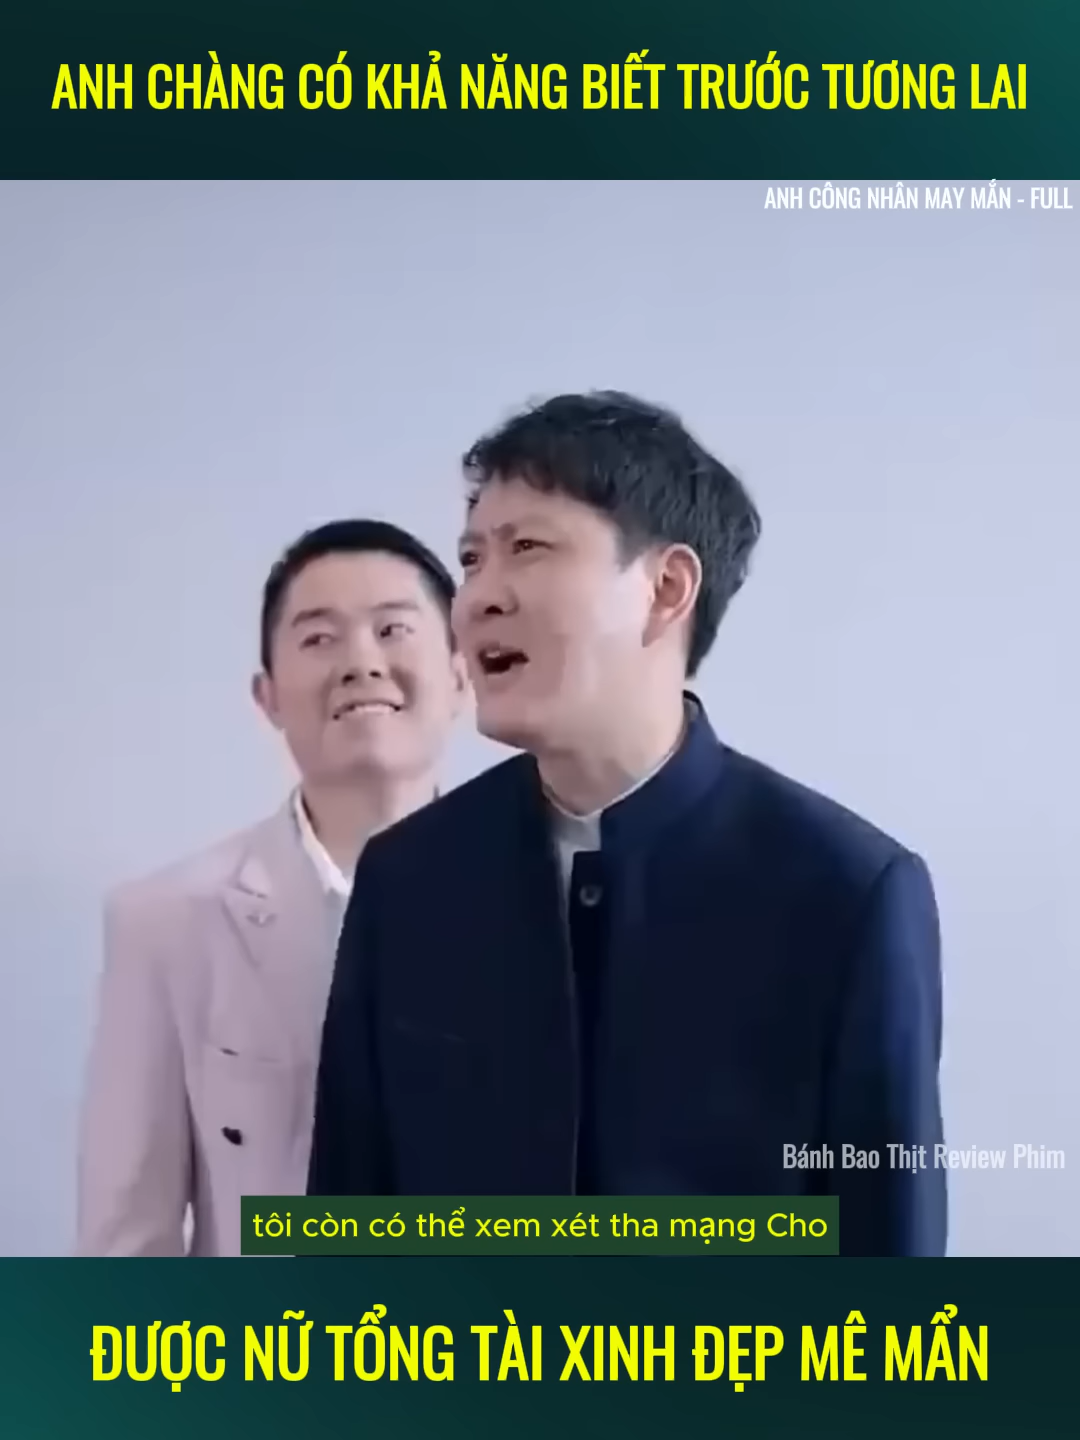 ANH CHÀNG CÓ KHẢ NĂNG BIẾT TRƯỚC TƯƠNG LAI
ANH CÔNG NHÂN MAY MẮN - FULL
Bánh Bao Thịt Review Phim
tôi còn có thể xem xét tha mạng Cho
ĐƯỢC NỮ TỔNG TÀI XINH ĐẸP MÊ MẨN